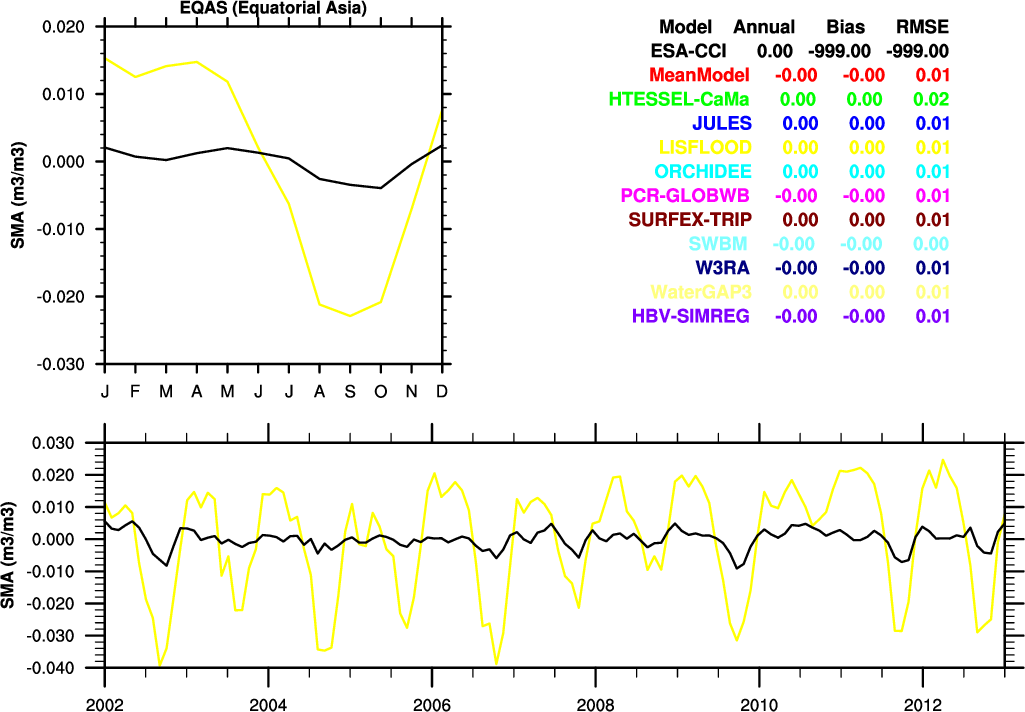 EQAS (Equatorial Asia)
0.020
0.010
0.000
-0.010
-0.020
-0.030
SMA (m3/m3)
J F M A M J J A S O N D
Model Annual Bias RMSE
ESA-CCI 0.00 -999.00 -999.00
MeanModel -0.00 -0.00 0.01
HTESSEL-CaMa 0.00 0.00 0.02
JULES 0.00 0.00 0.01
LISFLOOD 0.00 0.00 0.01
ORCHIDEE 0.00 0.00 0.01
PCR-GLOBWB -0.00 -0.00 0.01
SURFEX-TRIP 0.00 0.00 0.01
SWBM -0.00 -0.00 0.00
W3RA -0.00 -0.00 0.01
WaterGAP3 0.00 0.00 0.01
HBV-SIMREG -0.00 -0.00 0.01
0.030
0.020
0.010
0.000
-0.010
-0.020
-0.030
-0.040
SMA (m3/m3)
2002 2004 2006 2008 2010 2012